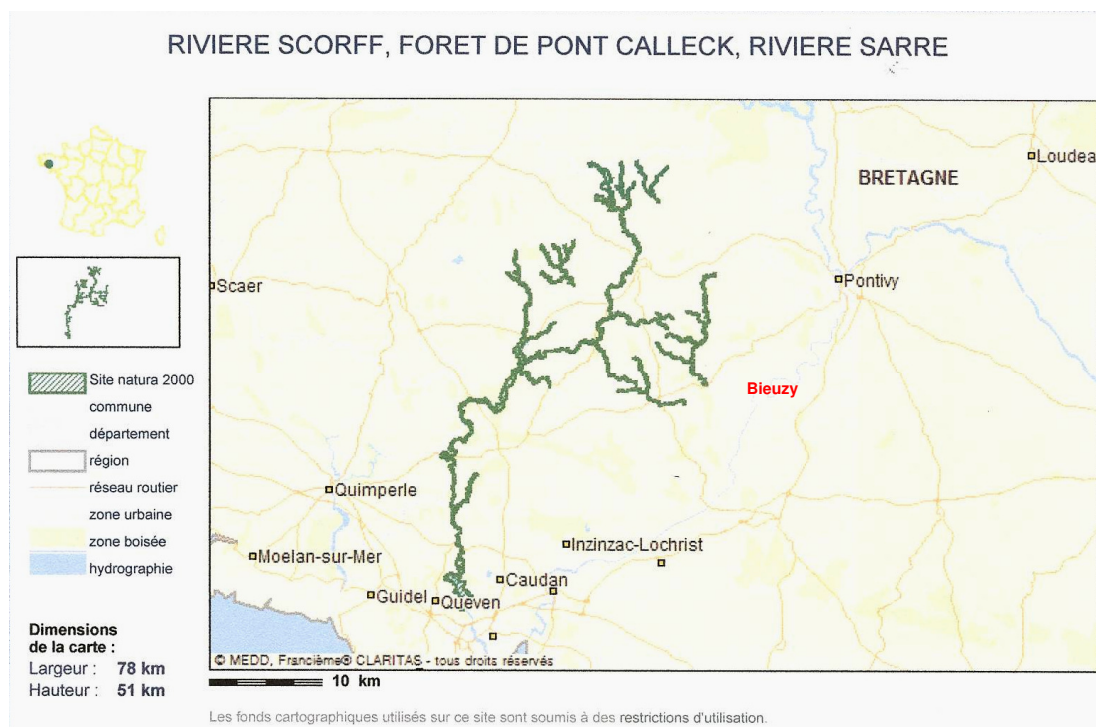 RIVIERE SCORFF, FORET DE PONT CALLECK, RIVIERE SARRE
Loudea
BRETAGNE
Pontivy
Scaer
Bieuzy
Site natura 2000
commune
département
région
réseau routier
zone urbaine
zone boisée
hydrographie
Quimperle
Inzinzac-Lochrist
Moelan-sur-Mer
Caudan
Guidel
Queven
Dimensions
de la carte :
Largeur : 78 km
Hauteur : 51 km
© MEDD, Francième® CLARITAS - tous droits réservés
10 km
Les fonds cartographiques utilisés sur ce site sont soumis à des restrictions d'utilisation.